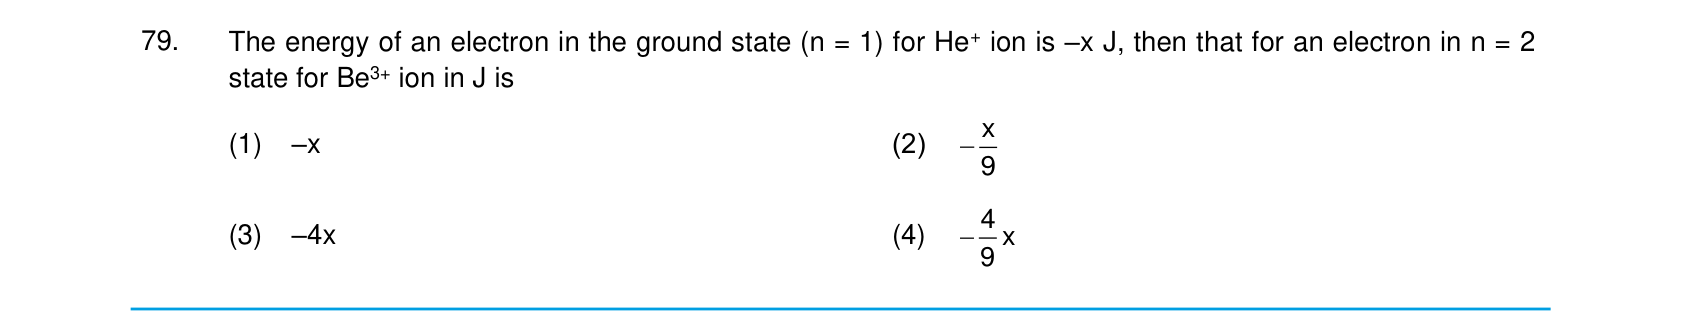 79. The energy of an electron in the ground state (n = 1) for He⁺ ion is –x J, then that for an electron in n = 2
state for Be³⁺ ion in J is
(1) –x (2) –x/9
(3) –4x (4) –4/9 x